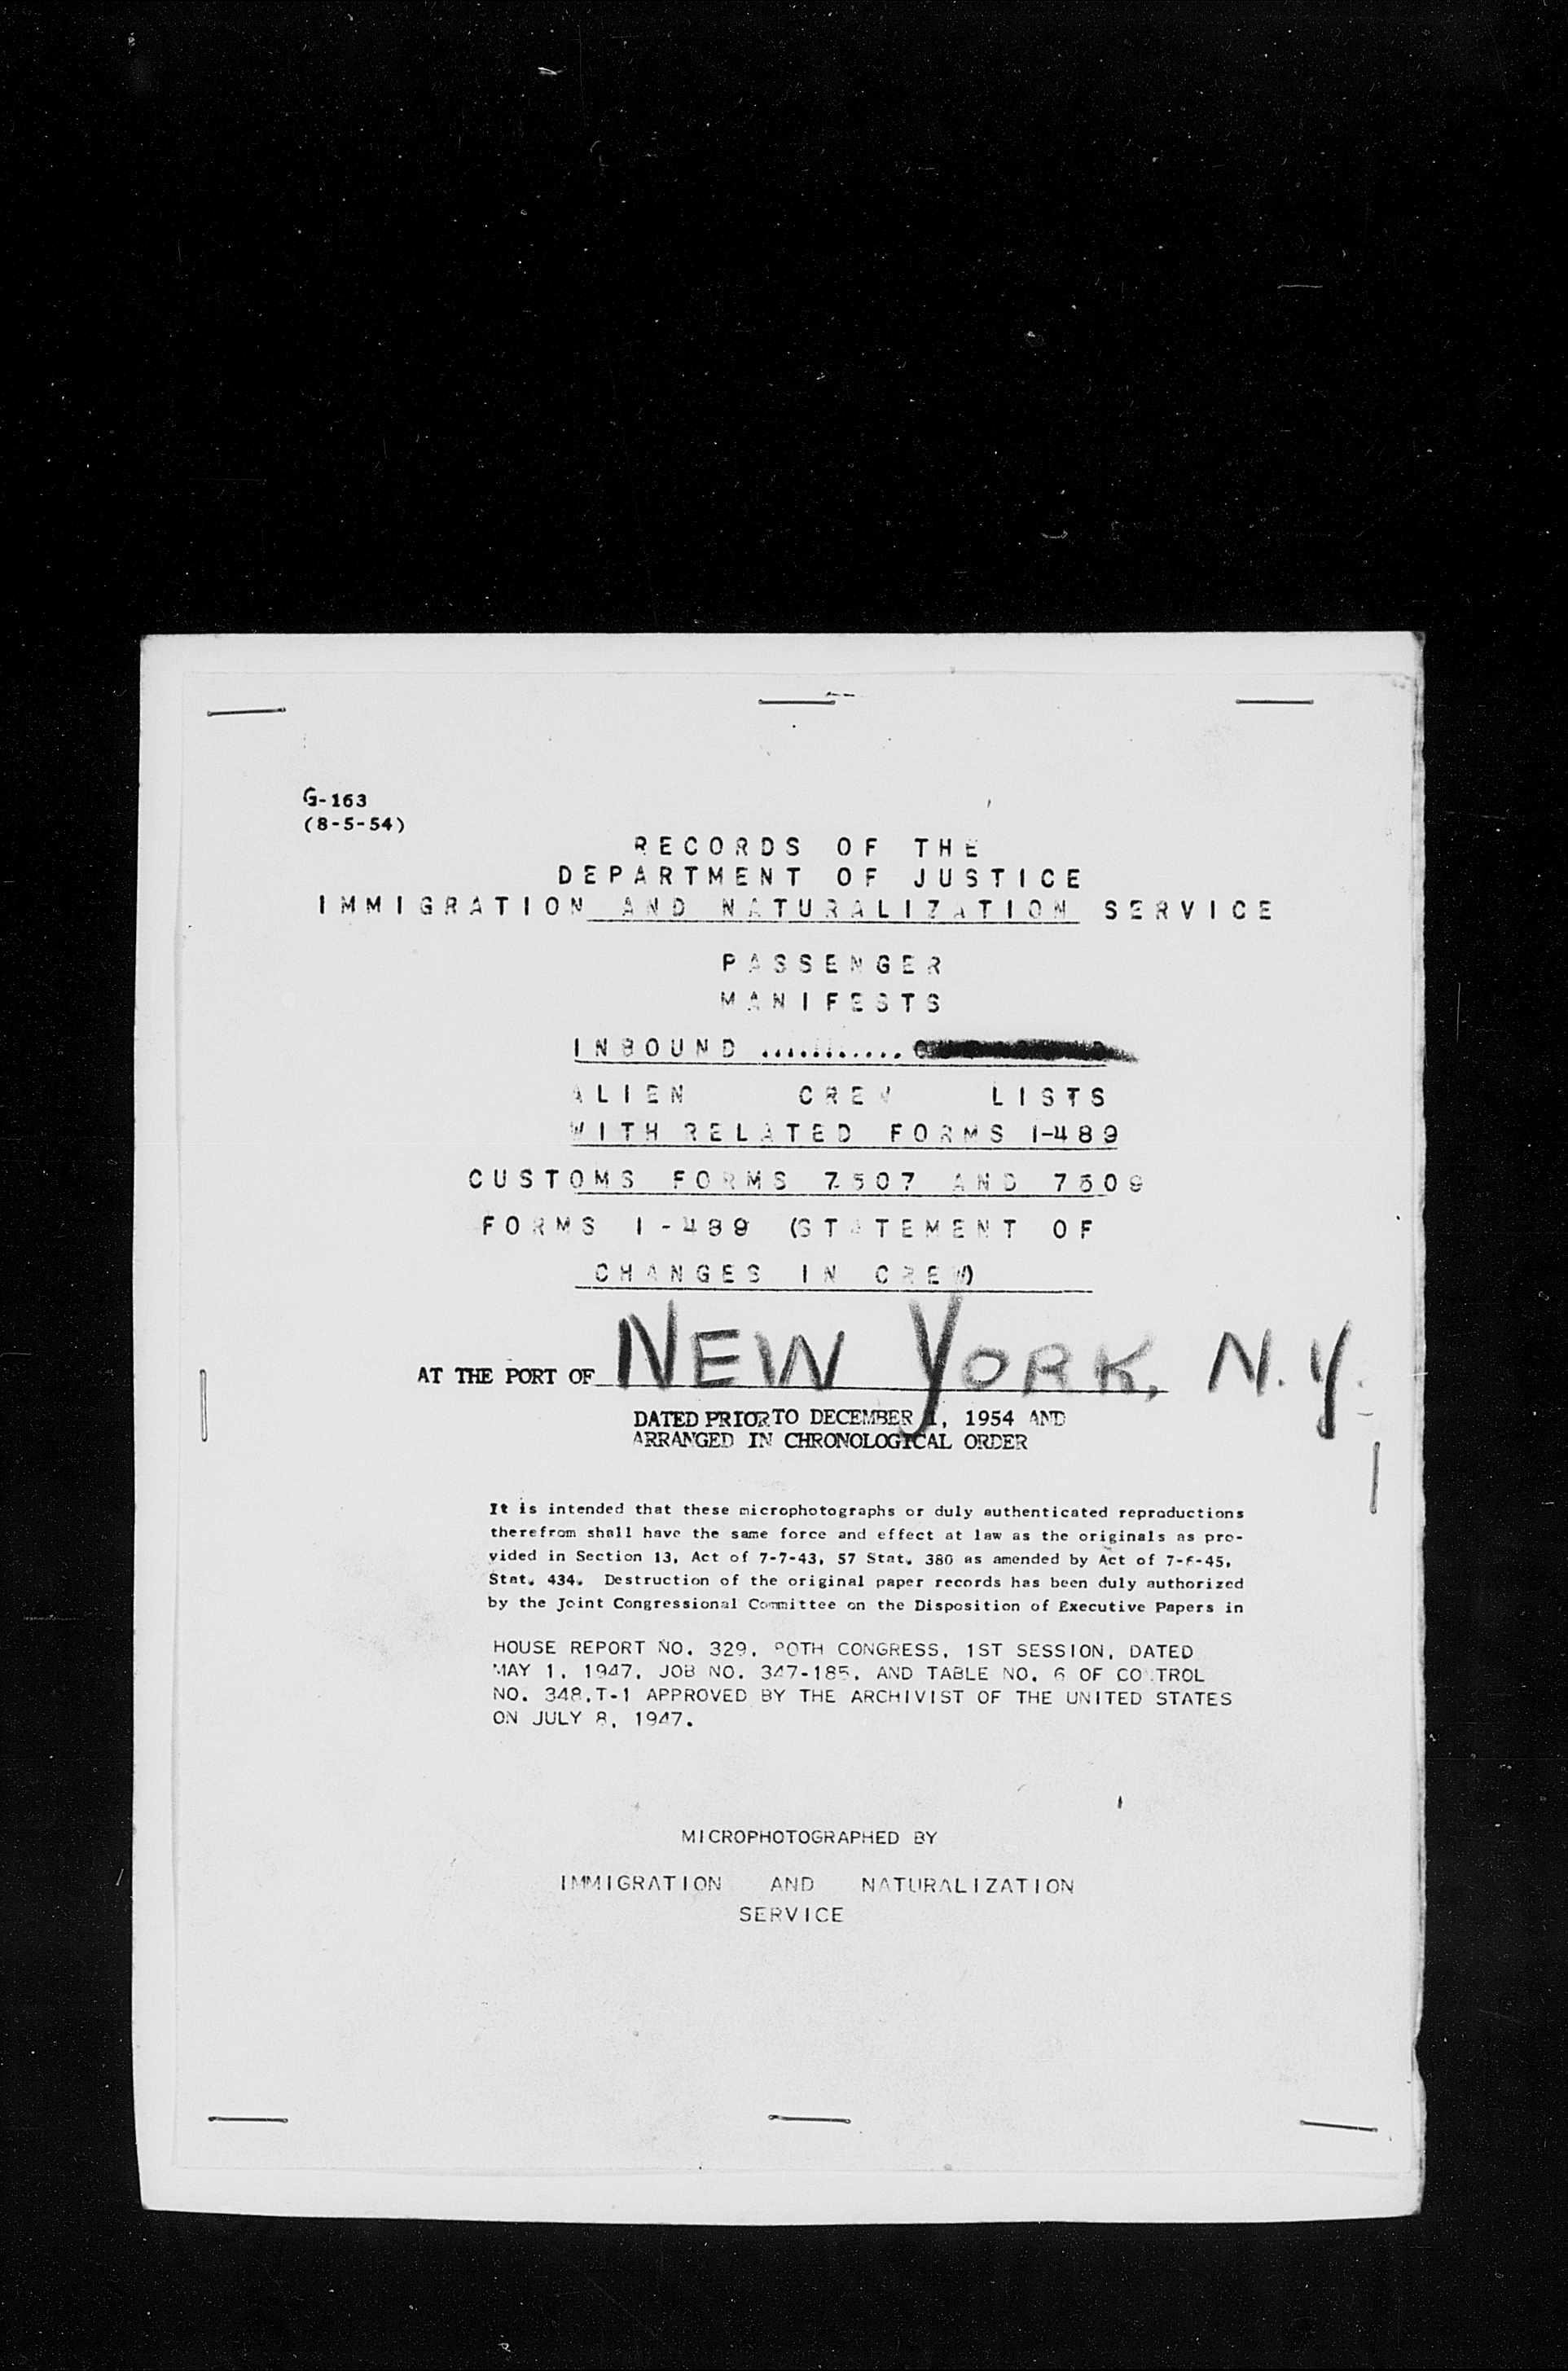 G-163
(8-5-54)
RECORDS OF THE
DEPARTMENT OF JUSTICE
IMMIGRATION AND NATURALIZATION SERVICE
PASSENGER
MANIFESTS
INBOUND ...........
ALIEN CREW LISTS
WITH RELATED FORMS I-489
CUSTOMS FORMS 7507 AND 7509
FORMS I-489 (STATEMENT OF
CHANGES IN CREW)
AT THE PORT OF NEW YORK, N.Y.
DATED PRIOR TO DECEMBER 1, 1954 AND
ARRANGED IN CHRONOLOGICAL ORDER
It is intended that these microphotographs or duly authenticated reproductions
therefrom shall have the same force and effect at law as the originals as pro-
vided in Section 13, Act of 7-7-43, 57 Stat. 380 as amended by Act of 7-6-45,
Stat. 434. Destruction of the original paper records has been duly authorized
by the Joint Congressional Committee on the Disposition of Executive Papers in
HOUSE REPORT NO. 329, 80TH CONGRESS, 1ST SESSION, DATED
MAY 1, 1947, JOB NO. 347-185, AND TABLE NO. 6 OF CONTROL
NO. 348.T-1 APPROVED BY THE ARCHIVIST OF THE UNITED STATES
ON JULY 8, 1947.
MICROPHOTOGRAPHED BY
IMMIGRATION AND NATURALIZATION
SERVICE